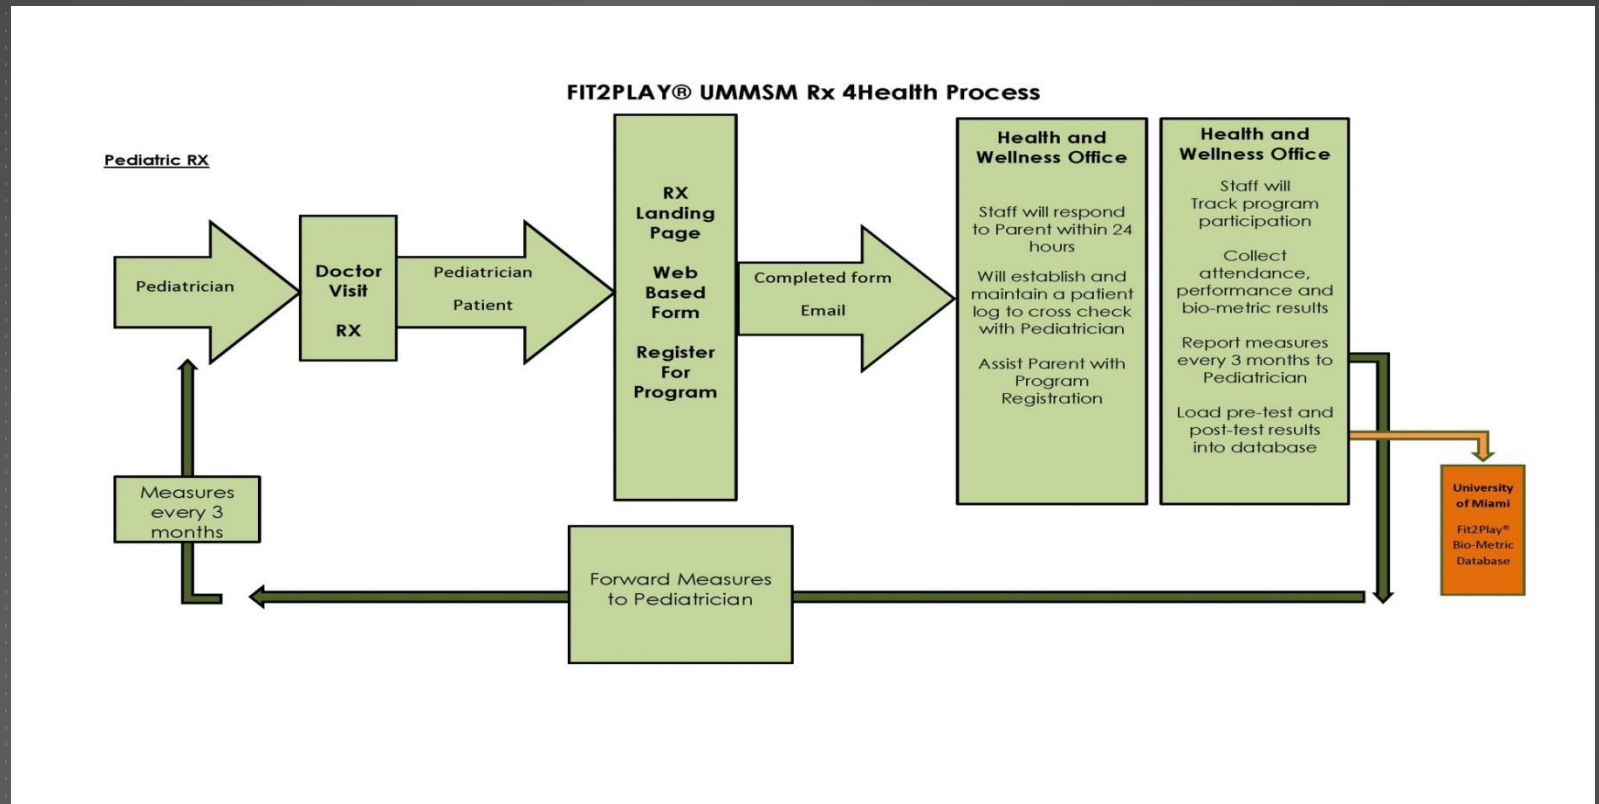 FIT2PLAY® UMMSM Rx 4Health Process
Pediatric RX
Pediatrician
Doctor
Visit
RX
Pediatrician
Patient
RX
Landing
Page
Web
Based
Form
Register
For
Program
Completed form
Email
Health and
Wellness Office
Staff will respond
to Parent within 24
hours
Will establish and
maintain a patient
log to cross check
with Pediatrician
Assist Parent with
Program
Registration
Health and
Wellness Office
Staff will
Track program
participation
Collect
attendance,
performance and
bio-metric results
Report measures
every 3 months to
Pediatrician
Load pre-test and
post-test results
into database
University
of Miami
Fit2Play®
Bio-Metric
Database
Forward Measures
to Pediatrician
Measures
every 3
months